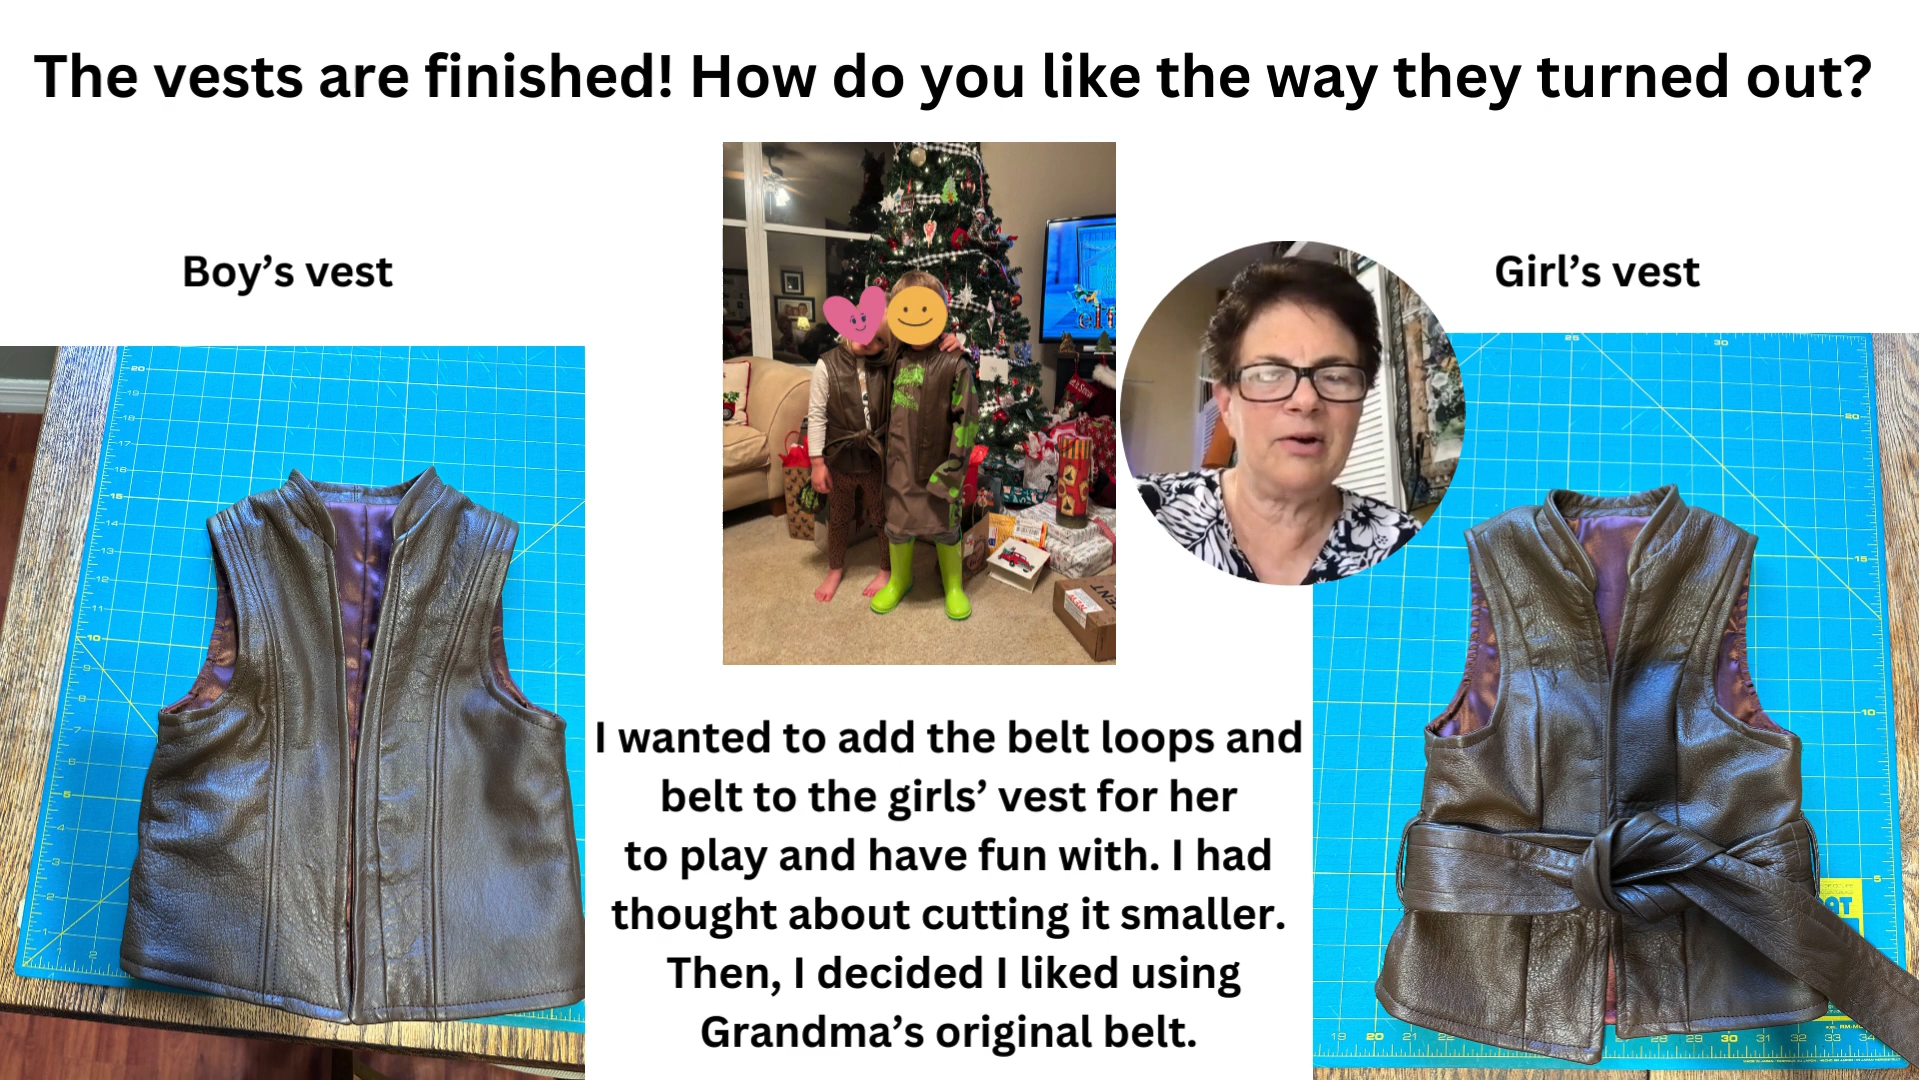 The vests are finished! How do you like the way they turned out?
Boy's vest
Girl's vest
I wanted to add the belt loops and
belt to the girls' vest for her
to play and have fun with. I had
thought about cutting it smaller.
Then, I decided I liked using
Grandma's original belt.